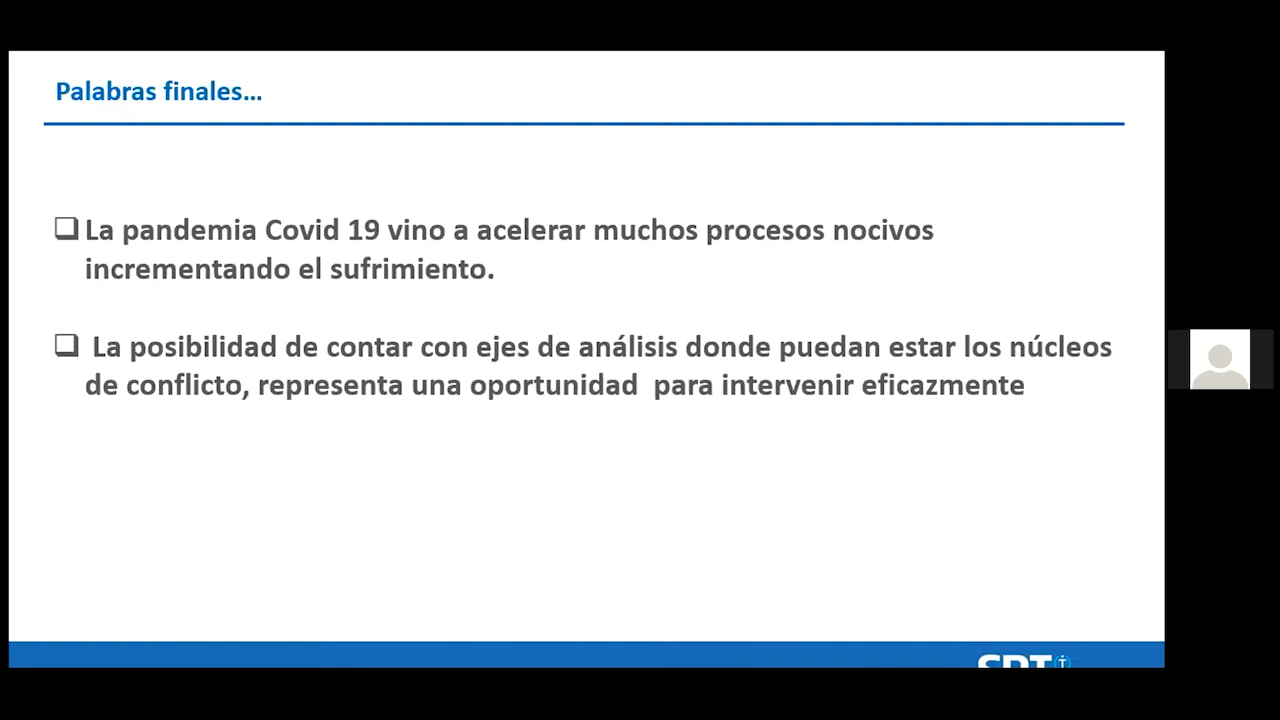 Palabras finales...
La pandemia Covid 19 vino a acelerar muchos procesos nocivos
incrementando el sufrimiento.
La posibilidad de contar con ejes de análisis donde puedan estar los núcleos
de conflicto, representa una oportunidad para intervenir eficazmente